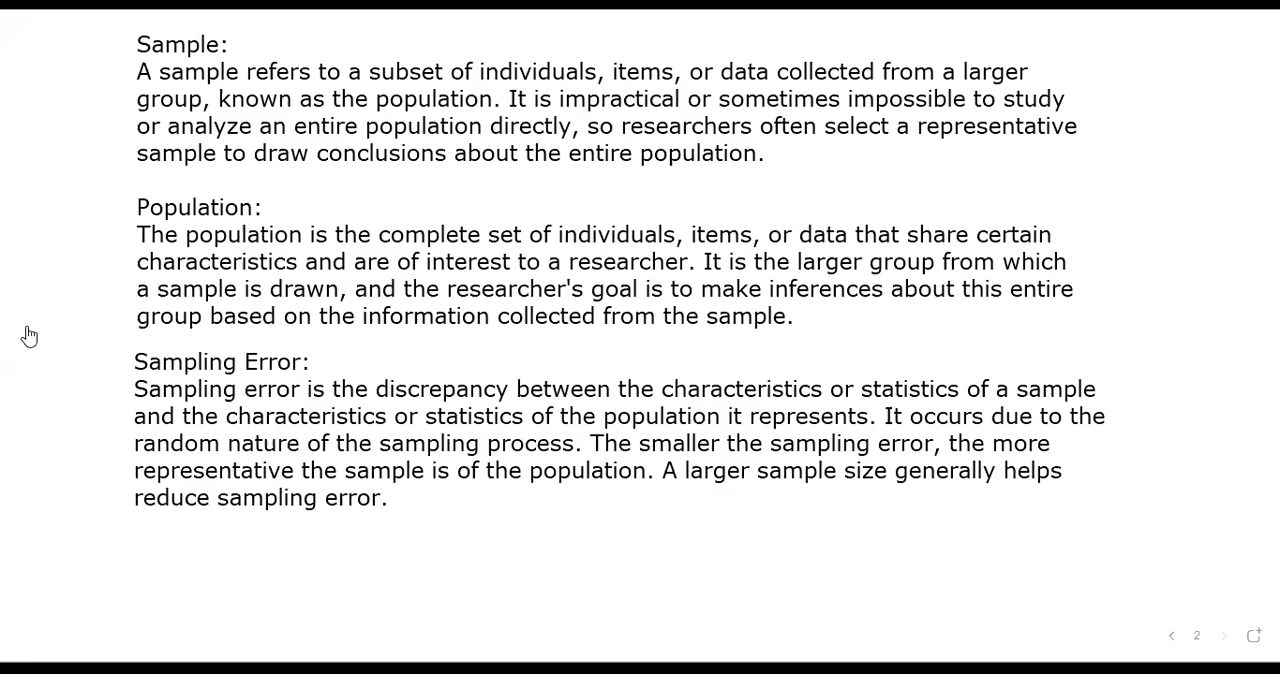 Sample:
A sample refers to a subset of individuals, items, or data collected from a larger
group, known as the population. It is impractical or sometimes impossible to study
or analyze an entire population directly, so researchers often select a representative
sample to draw conclusions about the entire population.
Population:
The population is the complete set of individuals, items, or data that share certain
characteristics and are of interest to a researcher. It is the larger group from which
a sample is drawn, and the researcher's goal is to make inferences about this entire
group based on the information collected from the sample.
Sampling Error:
Sampling error is the discrepancy between the characteristics or statistics of a sample
and the characteristics or statistics of the population it represents. It occurs due to the
random nature of the sampling process. The smaller the sampling error, the more
representative the sample is of the population. A larger sample size generally helps
reduce sampling error.
2